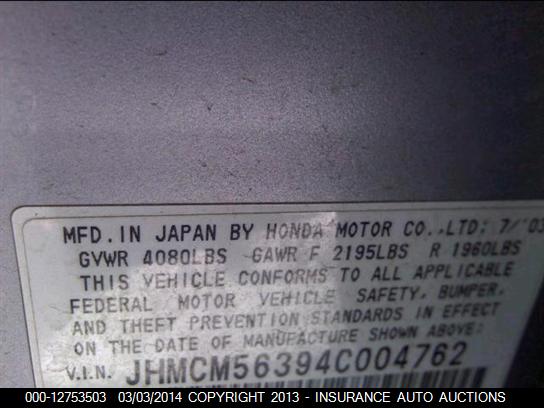 MFD. IN JAPAN BY HONDA MOTOR CO., LTD; 7/'03
GVWR 4080LBS GAWR F 2195LBS R 1960LBS
THIS VEHICLE CONFORMS TO ALL APPLICABLE
FEDERAL MOTOR VEHICLE SAFETY, BUMPER,
AND THEFT PREVENTION STANDARDS IN EFFECT
ON THE DATE OF MANUFACTURE SHOWN ABOVE:
V.I.N. JHMCM56394C004762
000-12753503 03/03/2014 COPYRIGHT 2013 - INSURANCE AUTO AUCTIONS